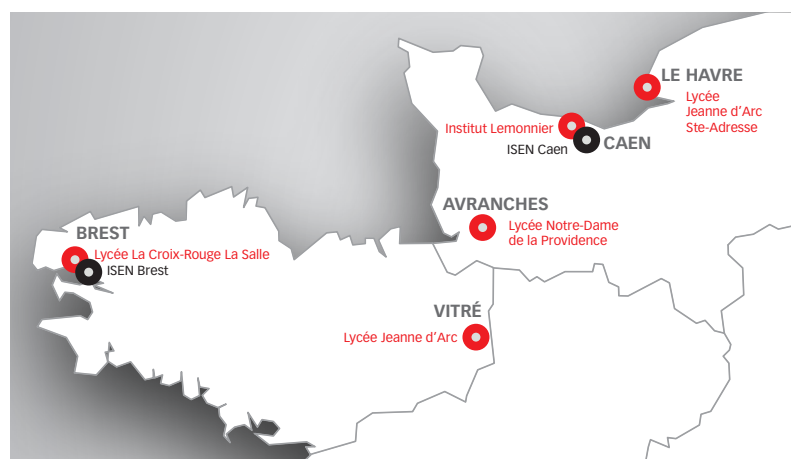 LE HAVRE
Lycée
Jeanne d'Arc
Ste-Adresse
Institut Lemonnier
ISEN Caen
CAEN
AVRANCHES
Lycée Notre-Dame
de la Providence
BREST
Lycée La Croix-Rouge La Salle
ISEN Brest
VITRÉ
Lycée Jeanne d'Arc